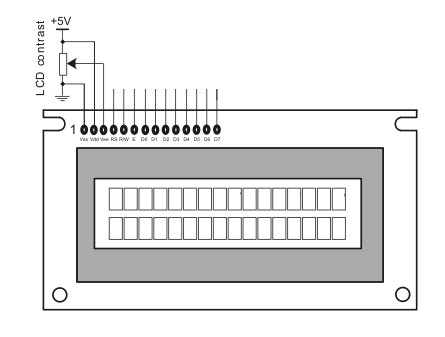 +5V
LCD contrast
1
Vss Vdd Vee RS R/W E D0 D1 D2 D3 D4 D5 D6 D7